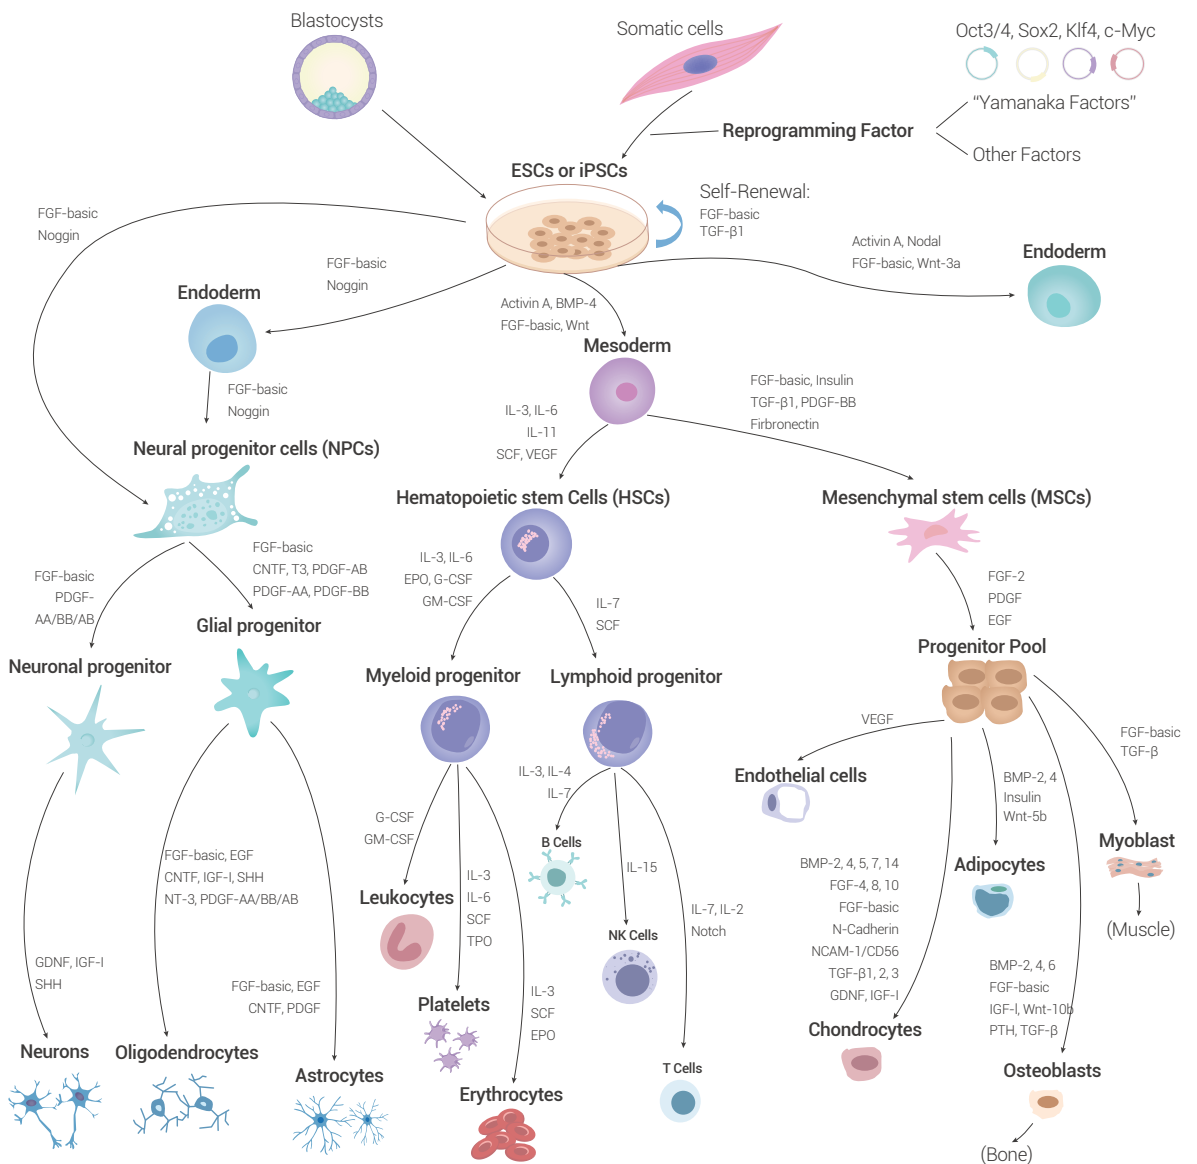 Blastocysts
Somatic cells
Oct3/4, Sox2, Klf4, c-Myc
"Yamanaka Factors"
Reprogramming Factor
Other Factors
ESCs or iPSCs
Self-Renewal:
FGF-basic
TGF-β1
FGF-basic
Noggin
FGF-basic
Noggin
Activin A, Nodal
FGF-basic, Wnt-3a
Endoderm
Endoderm
Activin A, BMP-4
FGF-basic, Wnt
Mesoderm
FGF-basic
Noggin
FGF-basic, Insulin
TGF-β1, PDGF-BB
Firbronectin
IL-3, IL-6
IL-11
SCF, VEGF
Neural progenitor cells (NPCs)
Hematopoietic stem Cells (HSCs)
Mesenchymal stem cells (MSCs)
FGF-basic
PDGF-
AA/BB/AB
FGF-basic
CNTF, T3, PDGF-AB
PDGF-AA, PDGF-BB
IL-3, IL-6
EPO, G-CSF
GM-CSF
IL-7
SCF
FGF-2
PDGF
EGF
Glial progenitor
Neuronal progenitor
Myeloid progenitor
Lymphoid progenitor
Progenitor Pool
VEGF
FGF-basic
TGF-β
Endothelial cells
BMP-2, 4
Insulin
Wnt-5b
IL-3, IL-4
IL-7
G-CSF
GM-CSF
B Cells
Myoblast
Adipocytes
FGF-basic, EGF
CNTF, IGF-I, SHH
NT-3, PDGF-AA/BB/AB
Leukocytes
IL-3
IL-6
SCF
TPO
IL-15
IL-7, IL-2
Notch
BMP-2, 4, 5, 7, 14
FGF-4, 8, 10
FGF-basic
N-Cadherin
NCAM-1/CD56
TGF-β1, 2, 3
GDNF, IGF-I
(Muscle)
NK Cells
GDNF, IGF-I
SHH
FGF-basic, EGF
CNTF, PDGF
Platelets
IL-3
SCF
EPO
BMP-2, 4, 6
FGF-basic
IGF-I, Wnt-10b
PTH, TGF-β
Chondrocytes
Neurons
Oligodendrocytes
Astrocytes
Erythrocytes
T Cells
Osteoblasts
(Bone)